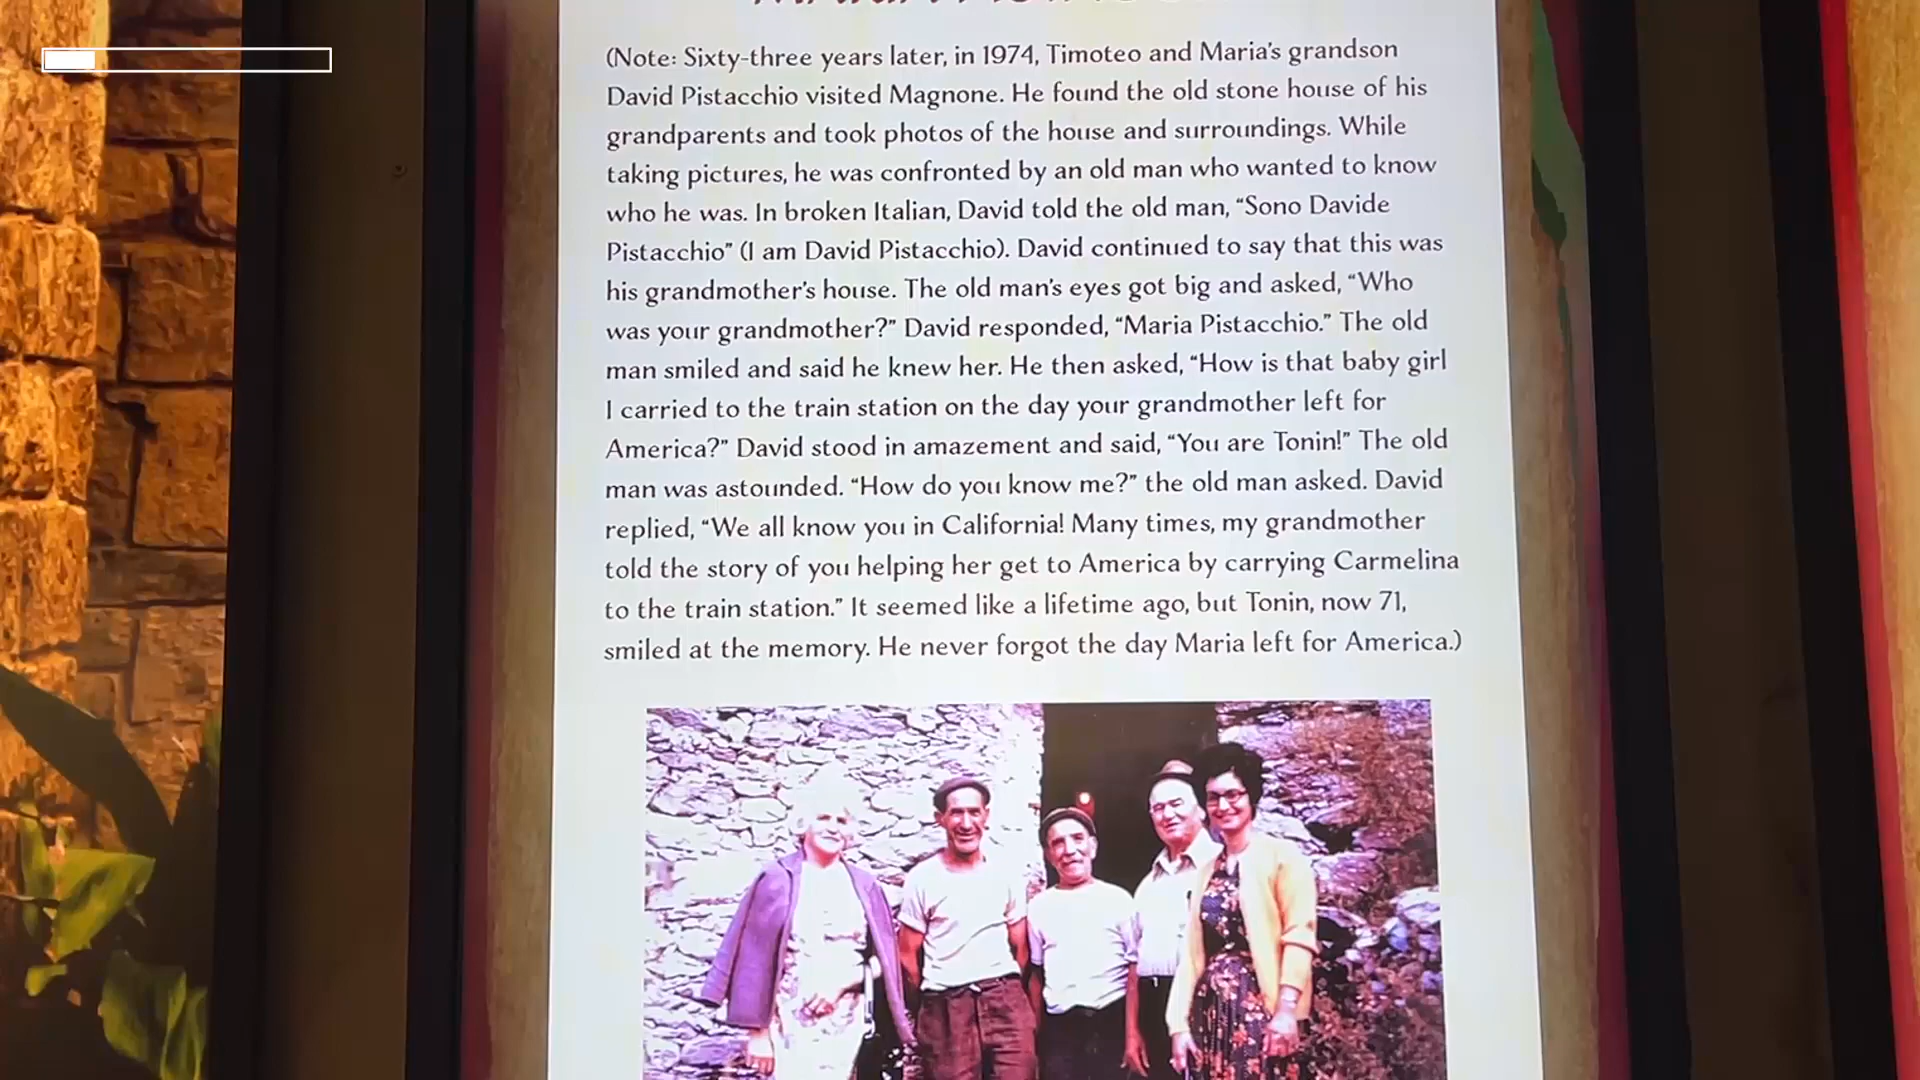 (Note: Sixty-three years later, in 1974, Timoteo and Maria's grandson
David Pistacchio visited Magnone. He found the old stone house of his
grandparents and took photos of the house and surroundings. While
taking pictures, he was confronted by an old man who wanted to know
who he was. In broken Italian, David told the old man, “Sono Davide
Pistacchio” (I am David Pistacchio). David continued to say that this was
his grandmother's house. The old man's eyes got big and asked, “Who
was your grandmother?” David responded, “Maria Pistacchio.” The old
man smiled and said he knew her. He then asked, “How is that baby girl
I carried to the train station on the day your grandmother left for
America?” David stood in amazement and said, “You are Tonin!” The old
man was astounded. “How do you know me?” the old man asked. David
replied, “We all know you in California! Many times, my grandmother
told the story of you helping her get to America by carrying Carmelina
to the train station.” It seemed like a lifetime ago, but Tonin, now 71,
smiled at the memory. He never forgot the day Maria left for America.)